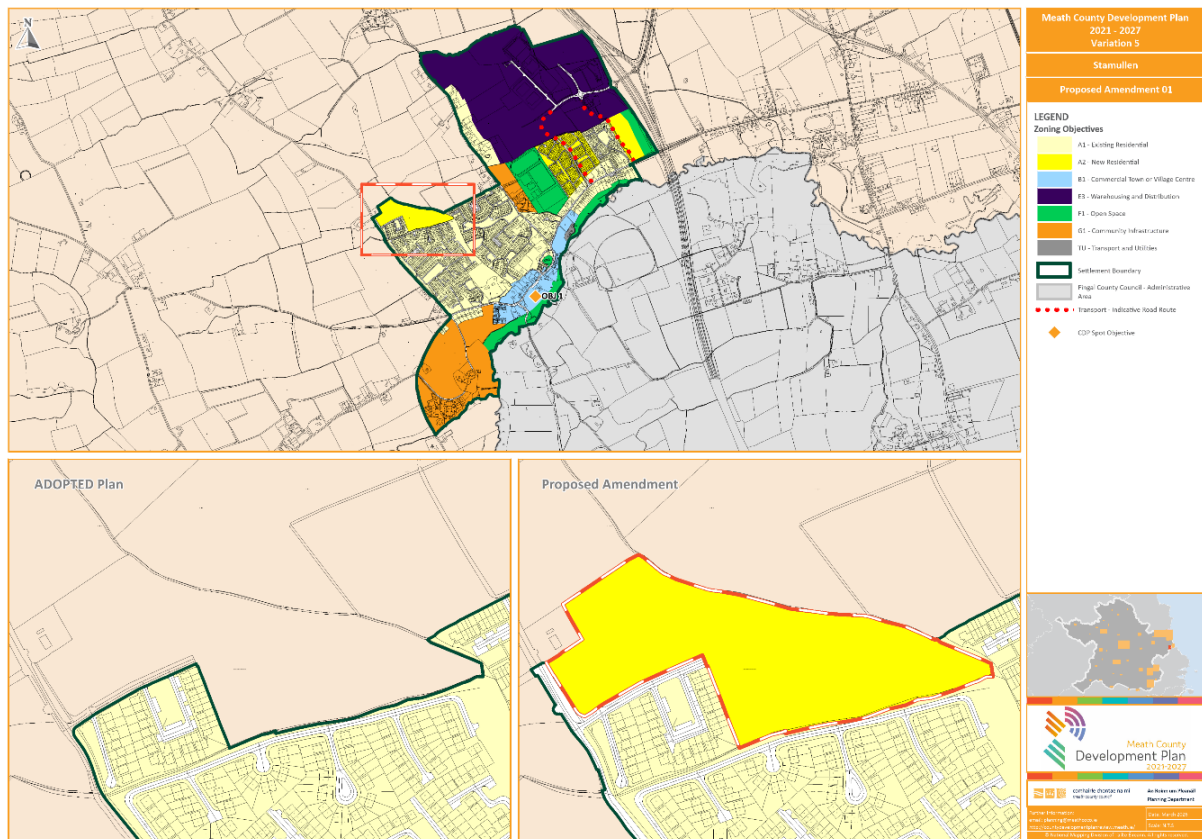 N
OBJ 1
ADOPTED Plan
Proposed Amendment
Meath County Development Plan
2021 - 2027
Variation 5
Stamullen
Proposed Amendment 01
LEGEND
Zoning Objectives
A1 - Existing Residential
A2 - New Residential
B1 - Commercial Town or Village Centre
E3 - Warehousing and Distribution
F1 - Open Space
G1 - Community Infrastructure
TU - Transport and Utilities
Settlement Boundary
Fingal County Council - Administrative
Area
Transport - Indicative Road Route
CDP Spot Objective
Meath County
Development Plan
2021-2027
comhairle chontae na mí
meath county council
Planning Department
Further Information: